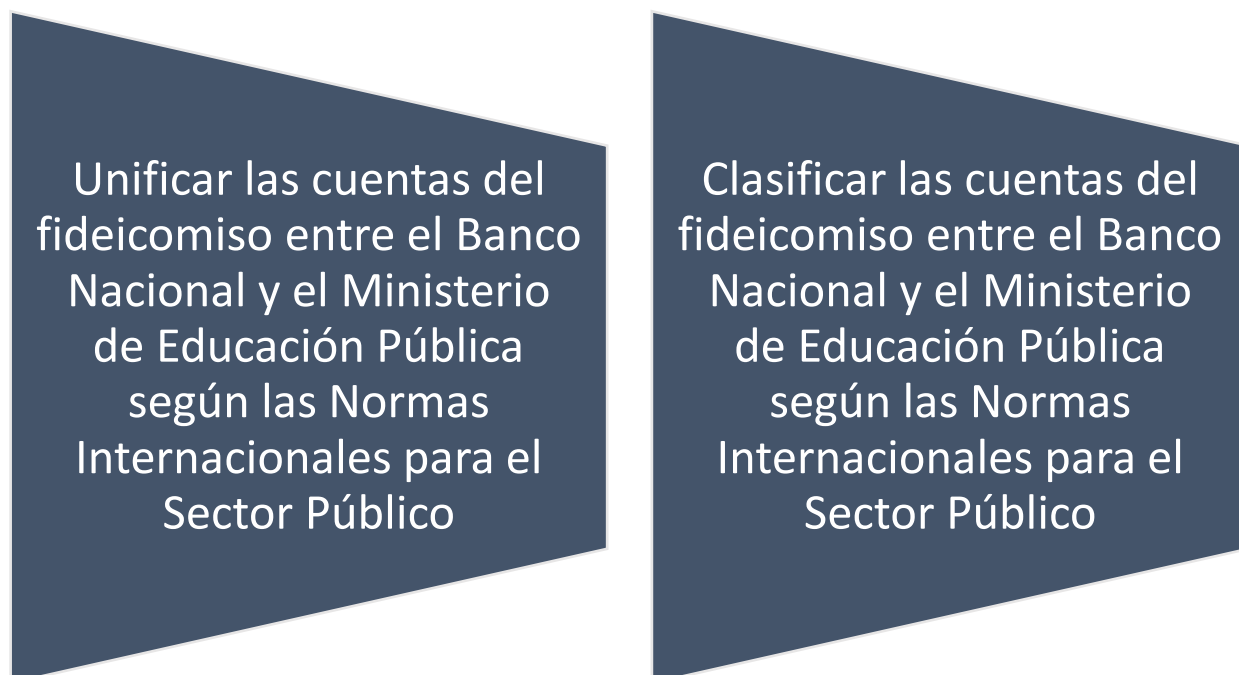 Unificar las cuentas del
fideicomiso entre el Banco
Nacional y el Ministerio
de Educación Pública
según las Normas
Internacionales para el
Sector Público
Clasificar las cuentas del
fideicomiso entre el Banco
Nacional y el Ministerio
de Educación Pública
según las Normas
Internacionales para el
Sector Público